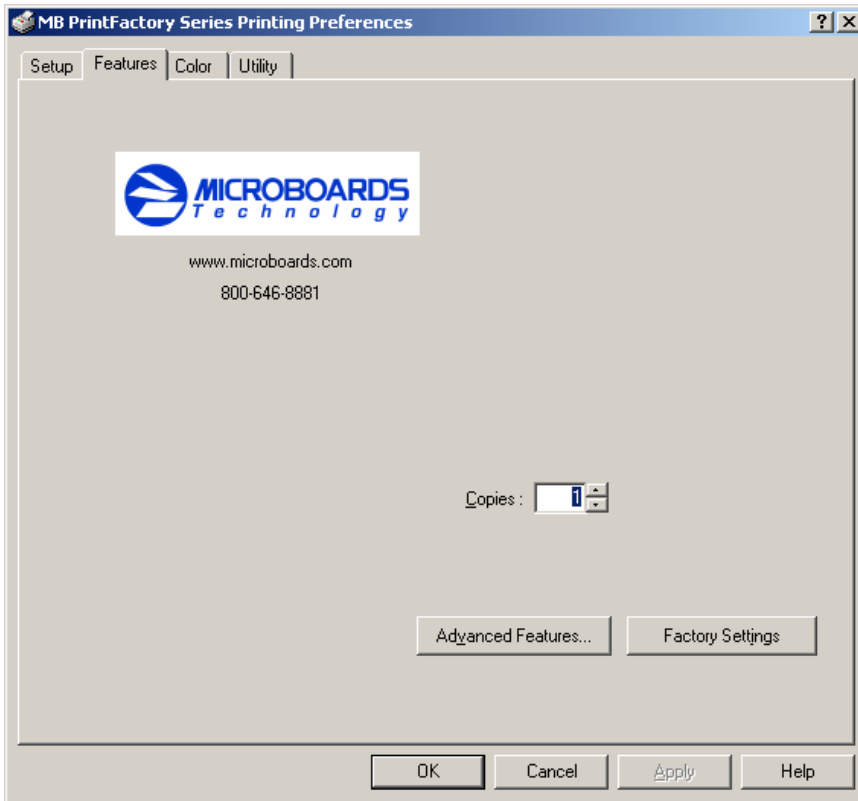 MB PrintFactory Series Printing Preferences
Setup Features Color Utility
MICROBOARDS
Technology
www.microboards.com
800-646-8881
Copies : 1
Advanced Features... Factory Settings
OK Cancel Apply Help